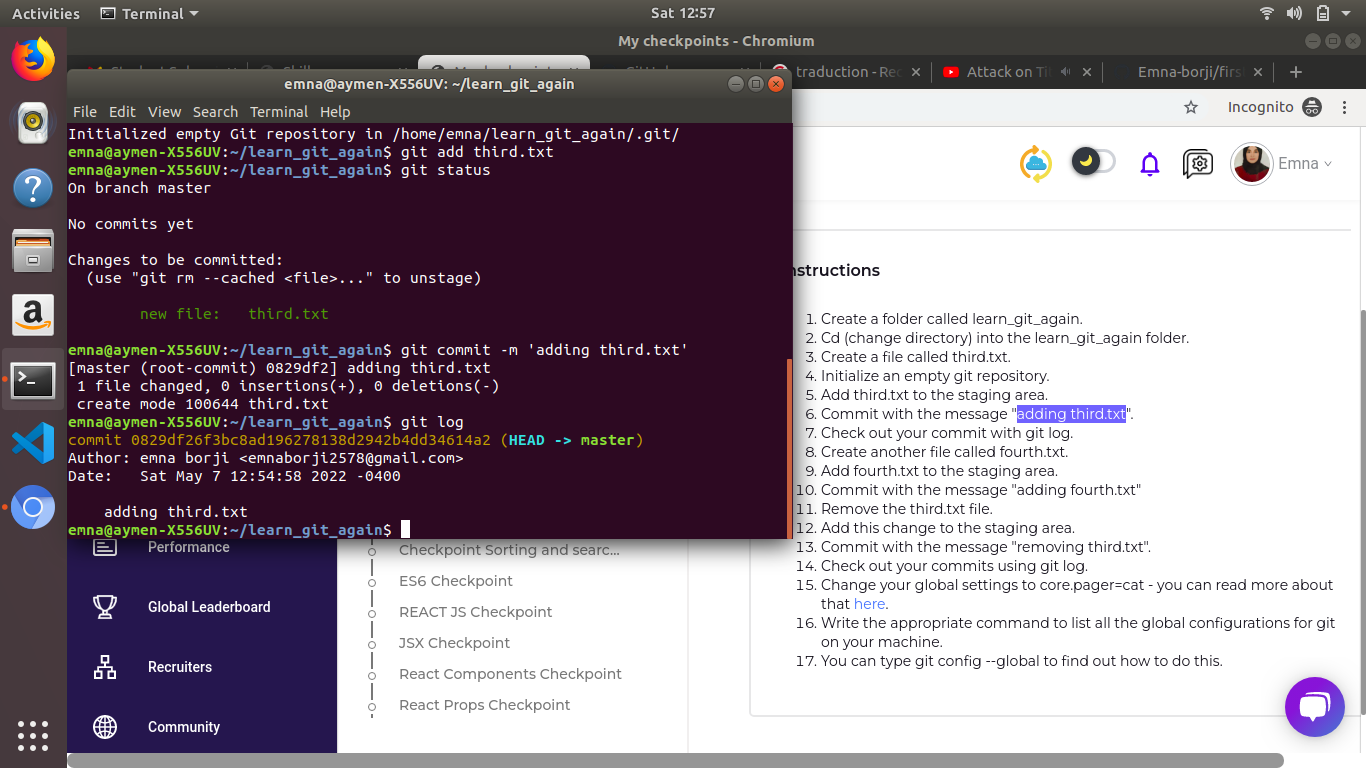 Activities Terminal Sat 12:57
My checkpoints - Chromium
traduction - Rec Attack on Ti Emna-borji/firs
emna@aymen-X556UV: ~/learn_git_again
File Edit View Search Terminal Help
Incognito
Initialized empty Git repository in /home/emna/learn_git_again/.git/
emna@aymen-X556UV:~/learn_git_again$ git add third.txt
emna@aymen-X556UV:~/learn_git_again$ git status
On branch master
No commits yet
Changes to be committed:
(use "git rm --cached <file>..." to unstage)
new file: third.txt
emna@aymen-X556UV:~/learn_git_again$ git commit -m 'adding third.txt'
[master (root-commit) 0829df2] adding third.txt
1 file changed, 0 insertions(+), 0 deletions(-)
create mode 100644 third.txt
emna@aymen-X556UV:~/learn_git_again$ git log
commit 0829df26f3bc8ad196278138d2942b4dd34614a2 (HEAD -> master)
Author: emna borji <emnaborji2578@gmail.com>
Date: Sat May 7 12:54:58 2022 -0400
adding third.txt
emna@aymen-X556UV:~/learn_git_again$
Emna
nstructions
1. Create a folder called learn_git_again.
2. Cd (change directory) into the learn_git_again folder.
3. Create a file called third.txt.
4. Initialize an empty git repository.
5. Add third.txt to the staging area.
6. Commit with the message "adding third.txt".
7. Check out your commit with git log.
8. Create another file called fourth.txt.
9. Add fourth.txt to the staging area.
10. Commit with the message "adding fourth.txt"
11. Remove the third.txt file.
12. Add this change to the staging area.
13. Commit with the message "removing third.txt".
14. Check out your commits using git log.
15. Change your global settings to core.pager=cat - you can read more about
that here.
16. Write the appropriate command to list all the global configurations for git
on your machine.
17. You can type git config --global to find out how to do this.
Performance
Global Leaderboard
Recruiters
Community
Checkpoint Sorting and searc...
ES6 Checkpoint
REACT JS Checkpoint
JSX Checkpoint
React Components Checkpoint
React Props Checkpoint